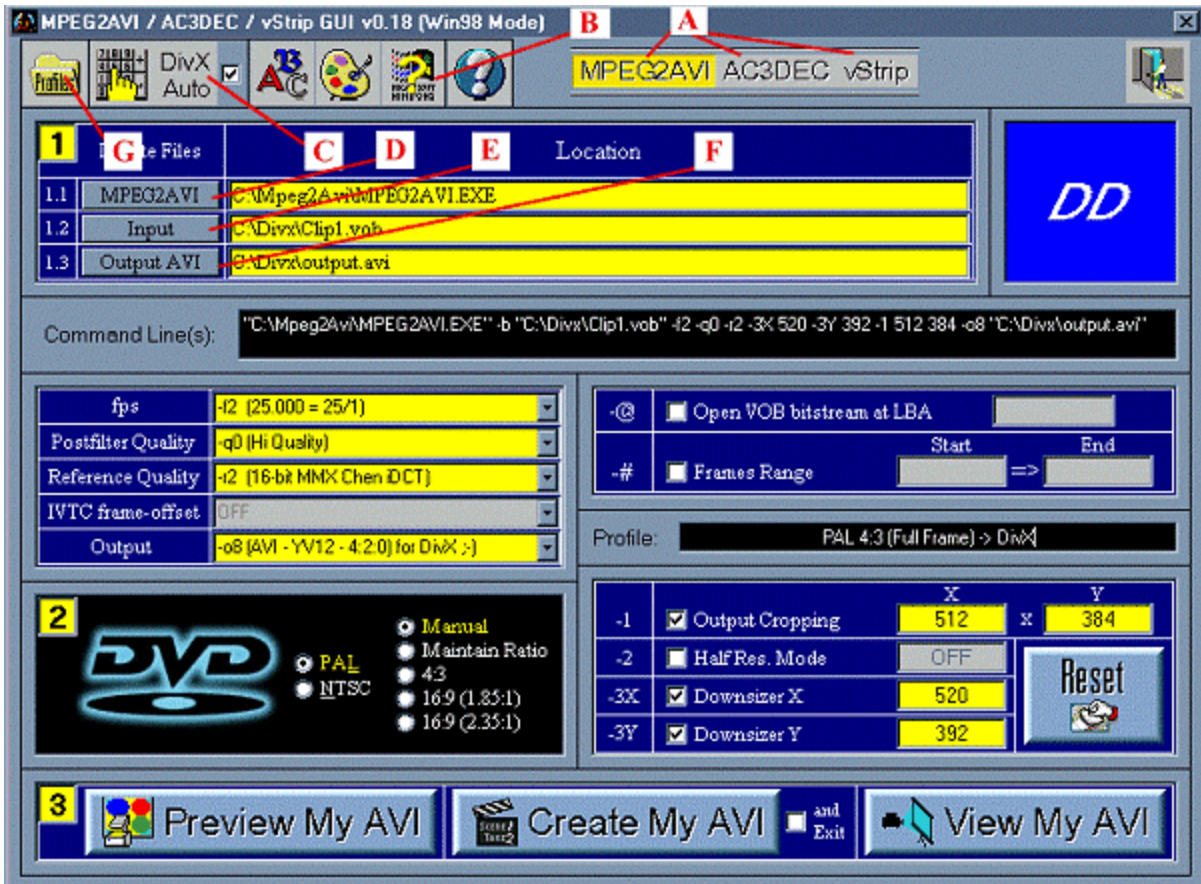 MPEG2AVI / AC3DEC / vStrip GUI v0.18 (Win98 Mode)
B
A
Profiles
DivX
Auto
ABC
MPEG2AVI AC3DEC vStrip
1
Files
Location
G
C
D
E
F
1.1 MPEG2AVI C:\Mpeg2Avi\MPEG2AVI.EXE
1.2 Input C:\Divx\Clip1.vob
1.3 Output AVI C:\Divx\output.avi
DD
Command Line(s): "C:\Mpeg2Avi\MPEG2AVI.EXE" -b "C:\Divx\Clip1.vob" -f2 -q0 -r2 -3X 520 -3Y 392 -1 512 384 -o8 "C:\Divx\output.avi"
fps -f2 (25.000 = 25/1)
Postfilter Quality -q0 (Hi Quality)
Reference Quality -r2 (16-bit MMX Chen iDCT)
IVTC frame-offset OFF
Output -o8 (AVI - YV12 - 4:2:0) for DivX ;-)
-@ Open VOB bitstream at LBA
Start End
-# Frames Range =>
Profile: PAL 4:3 (Full Frame) -> DivX
2
DVD
PAL
NTSC
Manual
Maintain Ratio
4:3
16:9 (1.85:1)
16:9 (2.35:1)
X Y
-1 Output Cropping 512 x 384
-2 Half Res. Mode OFF
-3X Downsizer X 520
-3Y Downsizer Y 392
Reset
3
Preview My AVI
Create My AVI
and
Exit
View My AVI